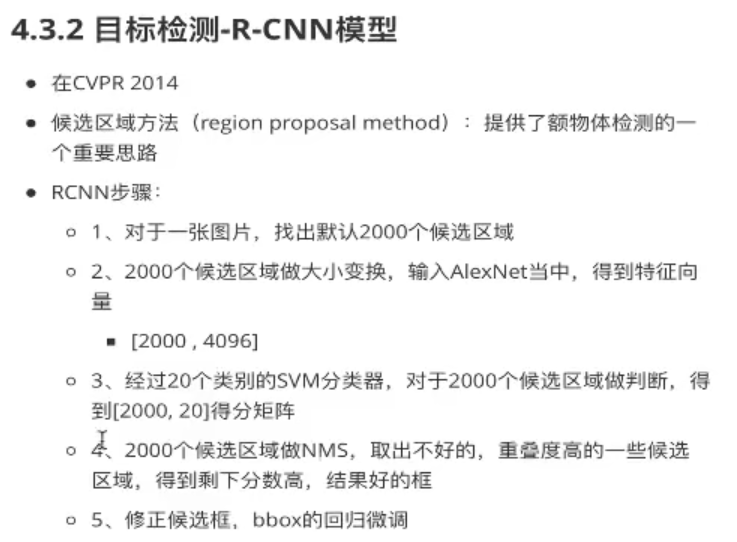 4.3.2 目标检测-R-CNN模型
在CVPR 2014
候选区域方法（region proposal method）：提供了额物体检测的一
个重要思路
RCNN步骤：
1、对于一张图片，找出默认2000个候选区域
2、2000个候选区域做大小变换，输入AlexNet当中，得到特征向
量
[2000 , 4096]
3、经过20个类别的SVM分类器，对于2000个候选区域做判断，得
到[2000, 20]得分矩阵
4、2000个候选区域做NMS，取出不好的，重叠度高的一些候选
区域，得到剩下分数高，结果好的框
5、修正候选框，bbox的回归微调